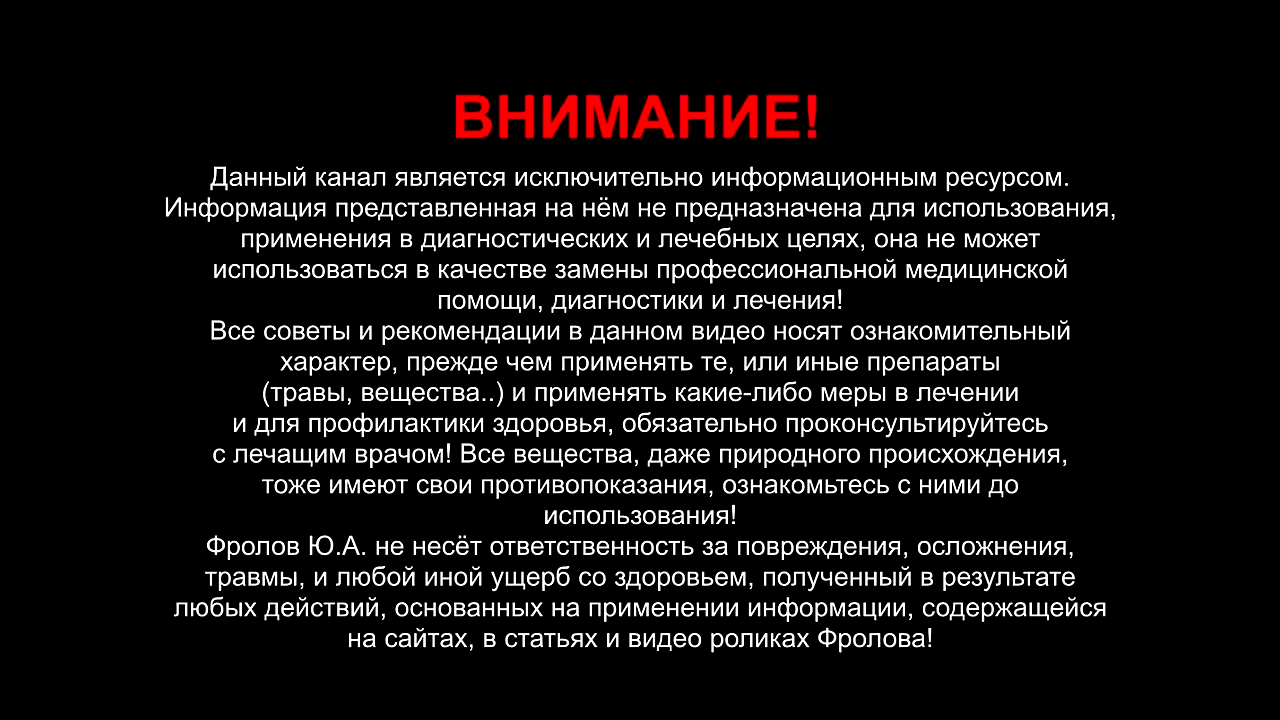 ВНИМАНИЕ!
Данный канал является исключительно информационным ресурсом.
Информация представленная на нём не предназначена для использования,
применения в диагностических и лечебных целях, она не может
использоваться в качестве замены профессиональной медицинской
помощи, диагностики и лечения!
Все советы и рекомендации в данном видео носят ознакомительный
характер, прежде чем применять те, или иные препараты
(травы, вещества..) и применять какие-либо меры в лечении
и для профилактики здоровья, обязательно проконсультируйтесь
с лечащим врачом! Все вещества, даже природного происхождения,
тоже имеют свои противопоказания, ознакомьтесь с ними до
использования!
Фролов Ю.А. не несёт ответственность за повреждения, осложнения,
травмы, и любой иной ущерб со здоровьем, полученный в результате
любых действий, основанных на применении информации, содержащейся
на сайтах, в статьях и видео роликах Фролова!